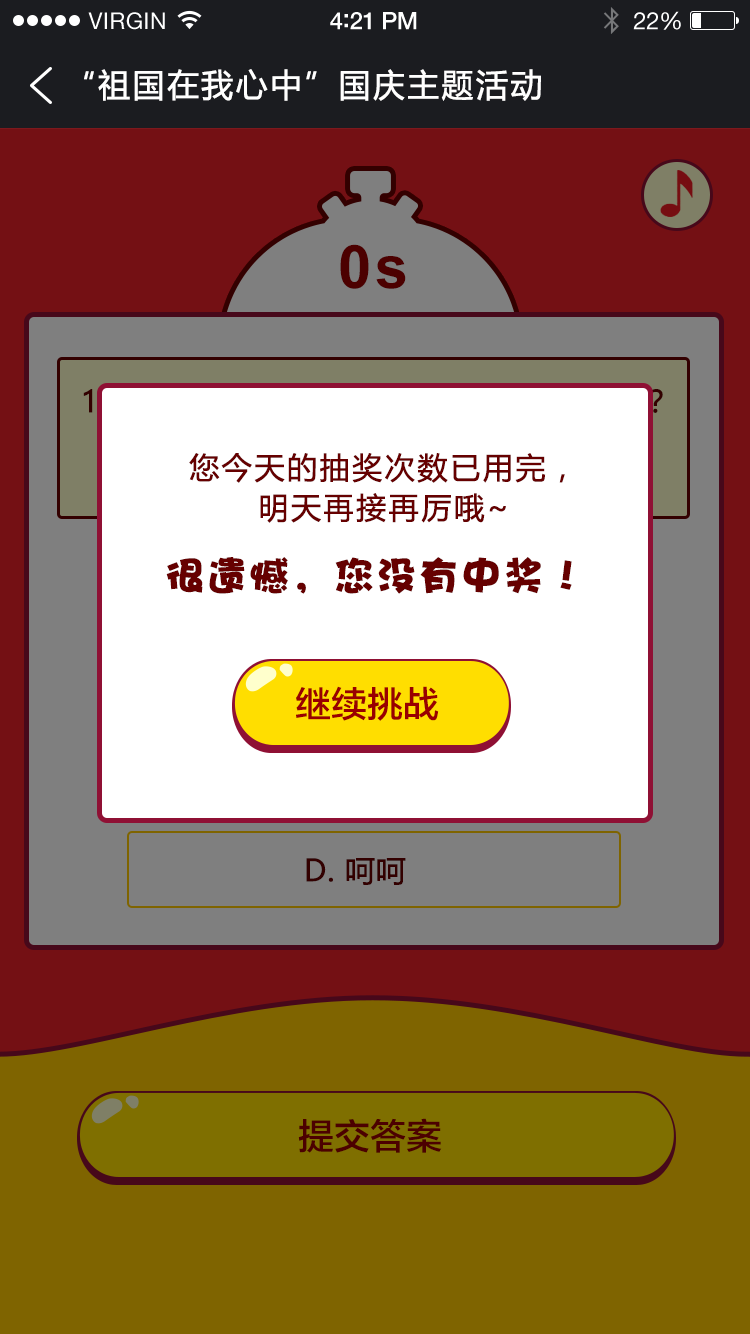 VIRGIN 4:21 PM 22%
“祖国在我心中”国庆主题活动
0s
1 ?
您今天的抽奖次数已用完，
明天再接再厉哦~
很遗憾，您没有中奖！
继续挑战
D. 呵呵
提交答案